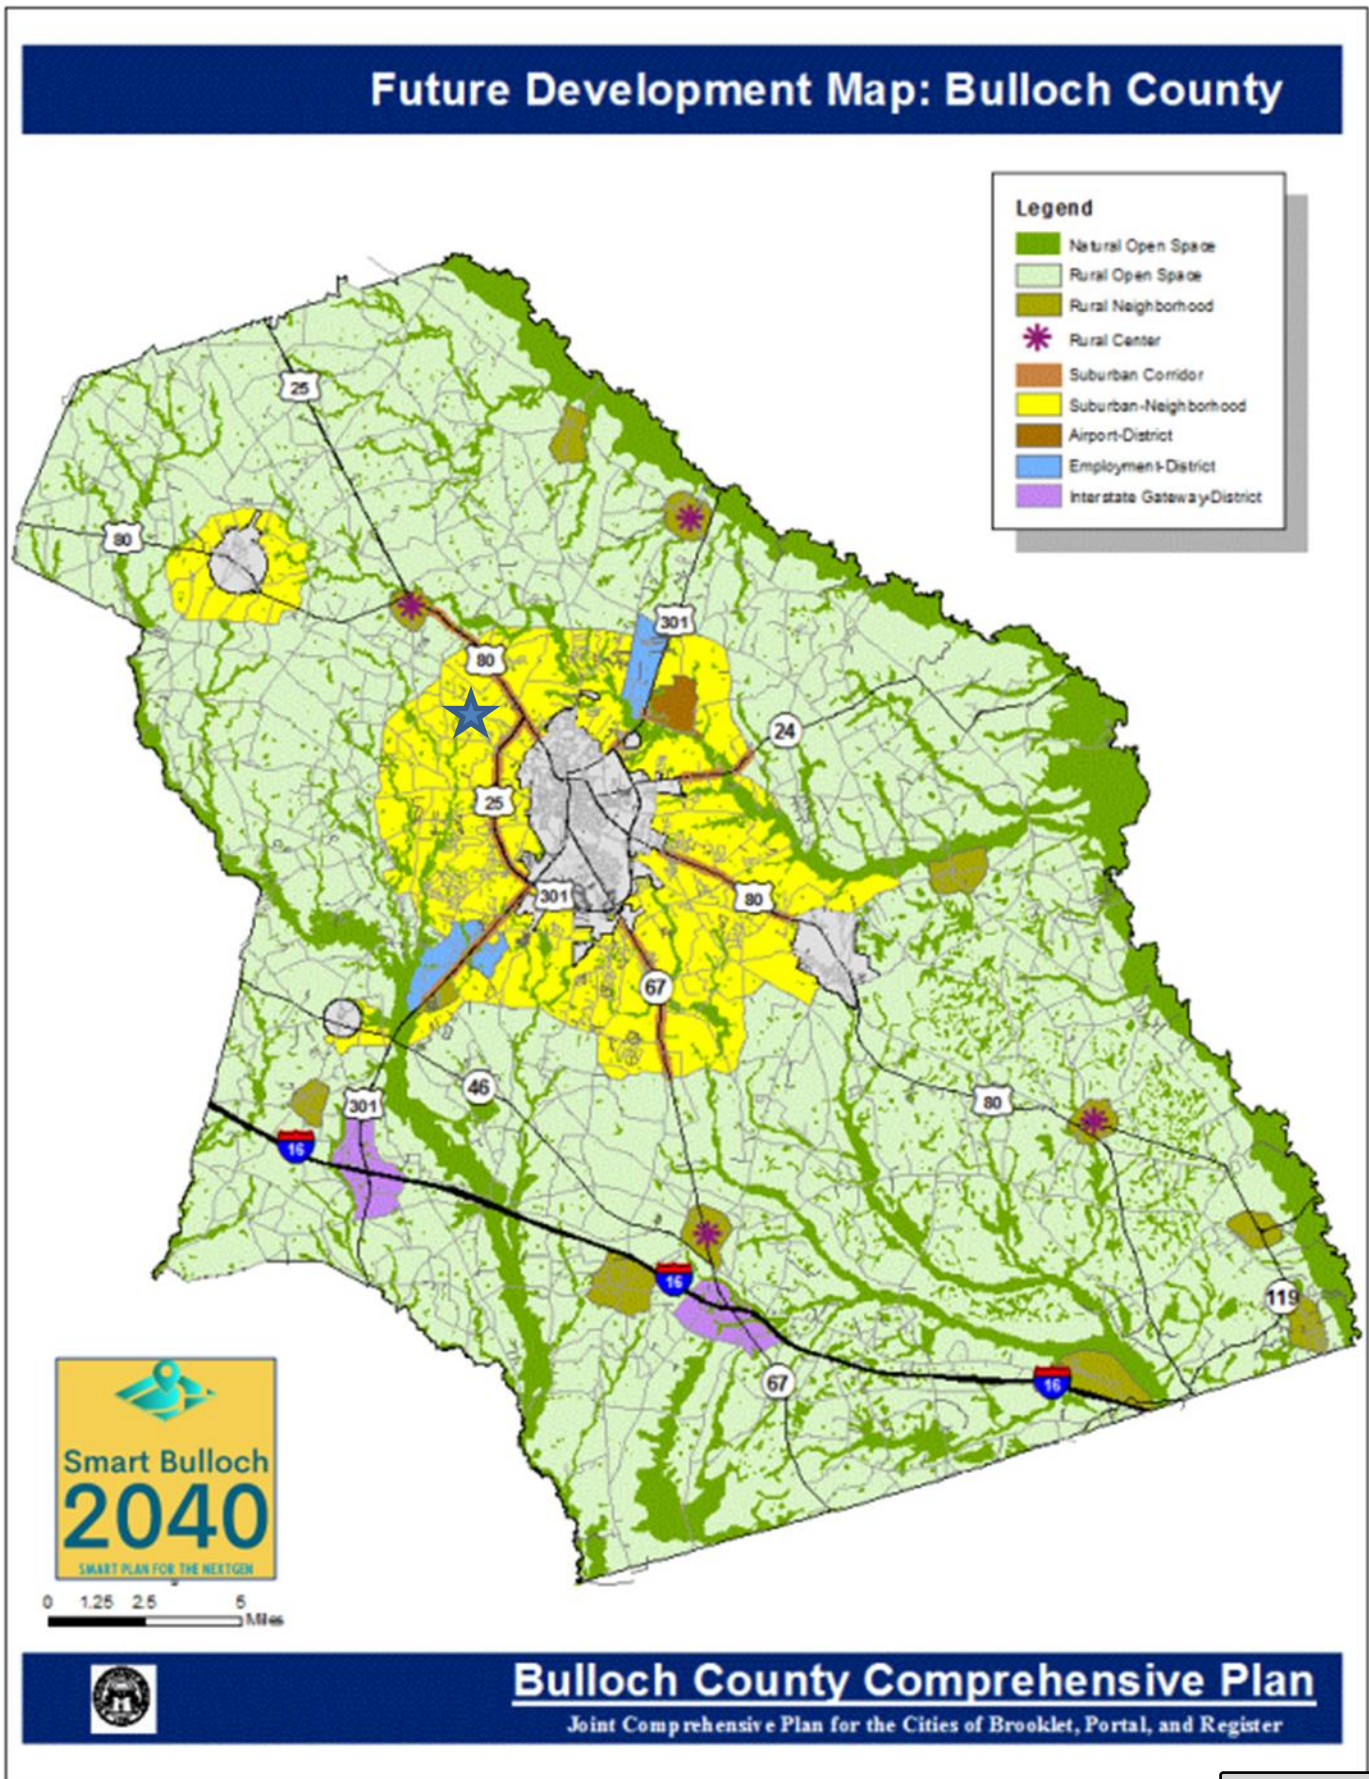 Future Development Map: Bulloch County
Legend
Natural Open Space
Rural Open Space
Rural Neighborhood
Rural Center
Suburban Corridor
Suburban-Neighborhood
Airport-District
Employment-District
Interstate Gateway-District
25
80
301
80
24
25
301
80
67
46
301
80
16
16
119
67
16
Smart Bulloch
2040
SMART PLAN FOR THE NEXTGEN
0 1.25 2.5 5
Miles
Bulloch County Comprehensive Plan
Joint Comprehensive Plan for the Cities of Brooklet, Portal, and Register